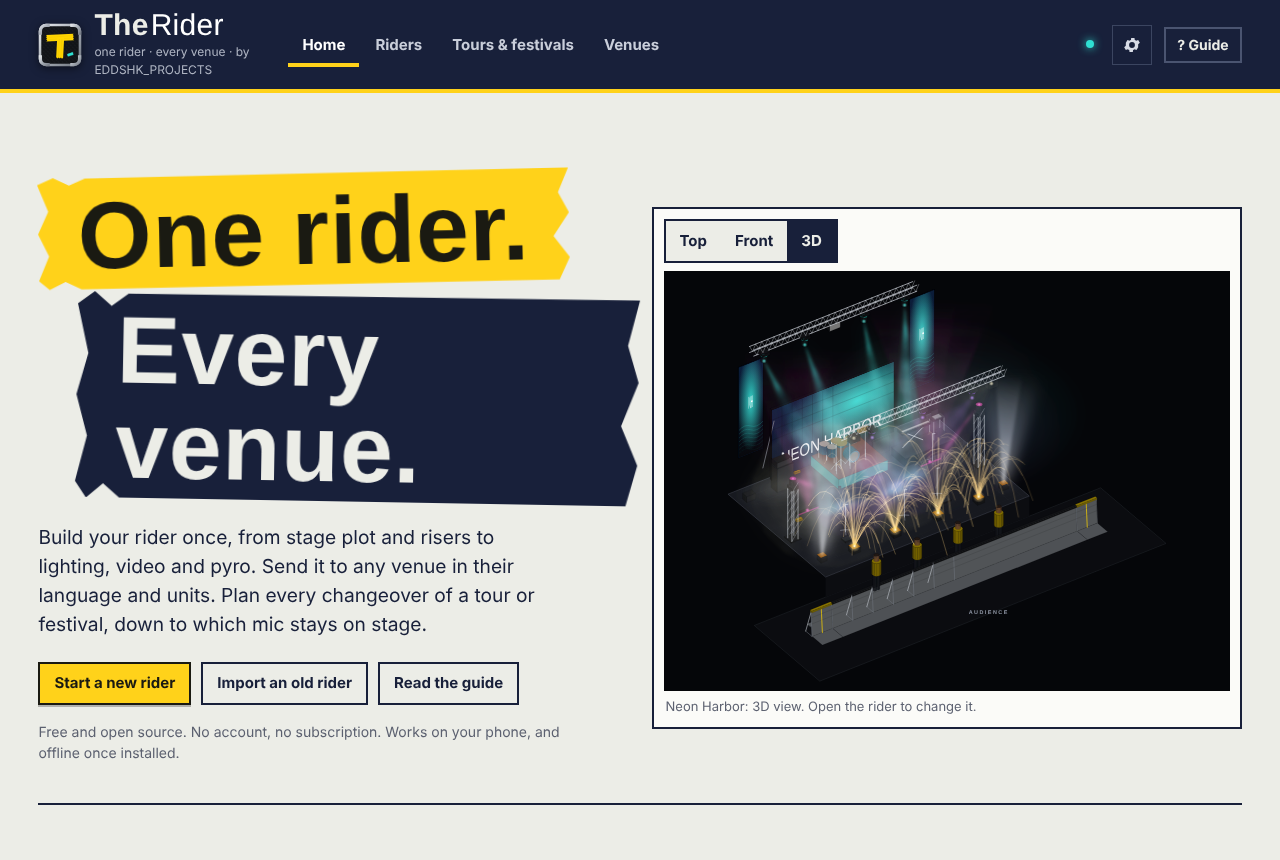 TheRider
one rider · every venue · by
EDDSHK_PROJECTS
Home
Riders
Tours & festivals
Venues
? Guide
One rider.
Every
venue.
Build your rider once, from stage plot and risers to
lighting, video and pyro. Send it to any venue in their
language and units. Plan every changeover of a tour or
festival, down to which mic stays on stage.
Start a new rider
Import an old rider
Read the guide
Free and open source. No account, no subscription. Works on your phone, and
offline once installed.
Top
Front
3D
HARBOR
AUDIENCE
Neon Harbor: 3D view. Open the rider to change it.